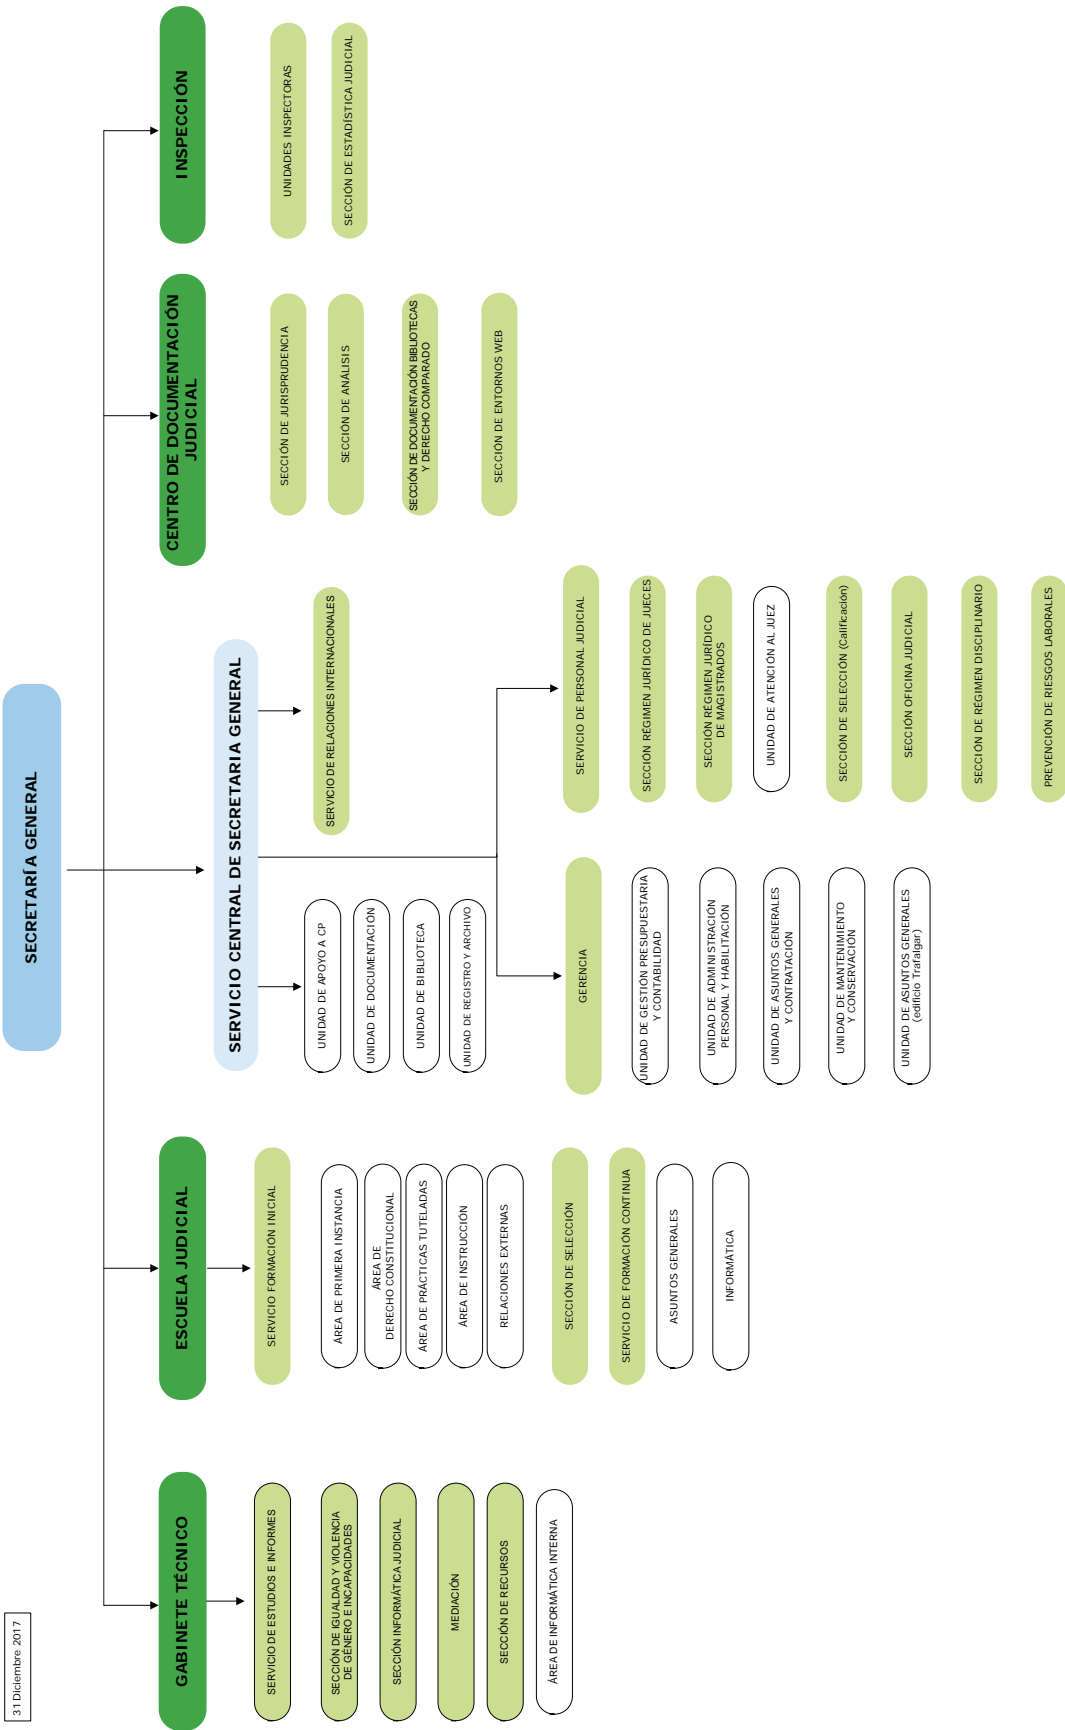 31 Diciembre 2017
SECRETARÍA GENERAL
GABINETE TÉCNICO
SERVICIO DE ESTUDIOS E INFORMES
SECCIÓN DE IGUALDAD Y VIOLENCIA
DE GÉNERO E INCAPACIDADES
SECCIÓN INFORMÁTICA JUDICIAL
MEDIACIÓN
SECCIÓN DE RECURSOS
ÁREA DE INFORMÁTICA INTERNA
ESCUELA JUDICIAL
SERVICIO FORMACIÓN INICIAL
ÁREA DE PRIMERA INSTANCIA
ÁREA DE
DERECHO CONSTITUCIONAL
ÁREA DE PRÁCTICAS TUTELADAS
ÁREA DE INSTRUCCIÓN
RELACIONES EXTERNAS
SECCIÓN DE SELECCIÓN
SERVICIO DE FORMACIÓN CONTINUA
ASUNTOS GENERALES
INFORMÁTICA
SERVICIO CENTRAL DE SECRETARIA GENERAL
UNIDAD DE APOYO A CP
UNIDAD DE DOCUMENTACIÓN
UNIDAD DE BIBLIOTECA
UNIDAD DE REGISTRO Y ARCHIVO
SERVICIO DE RELACIONES INTERNACIONALES
GERENCIA
UNIDAD DE GESTIÓN PRESUPUESTARIA
Y CONTABILIDAD
UNIDAD DE ADMINISTRACIÓN
PERSONAL Y HABILITACIÓN
UNIDAD DE ASUNTOS GENERALES
Y CONTRATACIÓN
UNIDAD DE MANTENIMIENTO
Y CONSERVACIÓN
UNIDAD DE ASUNTOS GENERALES
(edificio Trafalgar)
SERVICIO DE PERSONAL JUDICIAL
SECCIÓN RÉGIMEN JURÍDICO DE JUECES
SECCIÓN RÉGIMEN JURÍDICO
DE MAGISTRADOS
UNIDAD DE ATENCIÓN AL JUEZ
SECCIÓN DE SELECCIÓN (Calificación)
SECCIÓN OFICINA JUDICIAL
SECCIÓN DE RÉGIMEN DISCIPLINARIO
PREVENCIÓN DE RIESGOS LABORALES
CENTRO DE DOCUMENTACIÓN
JUDICIAL
SECCIÓN DE JURISPRUDENCIA
SECCIÓN DE ANÁLISIS
SECCIÓN DE DOCUMENTACIÓN BIBLIOTECAS
Y DERECHO COMPARADO
SECCIÓN DE ENTORNOS WEB
INSPECCIÓN
UNIDADES INSPECTORAS
SECCIÓN DE ESTADÍSTICA JUDICIAL